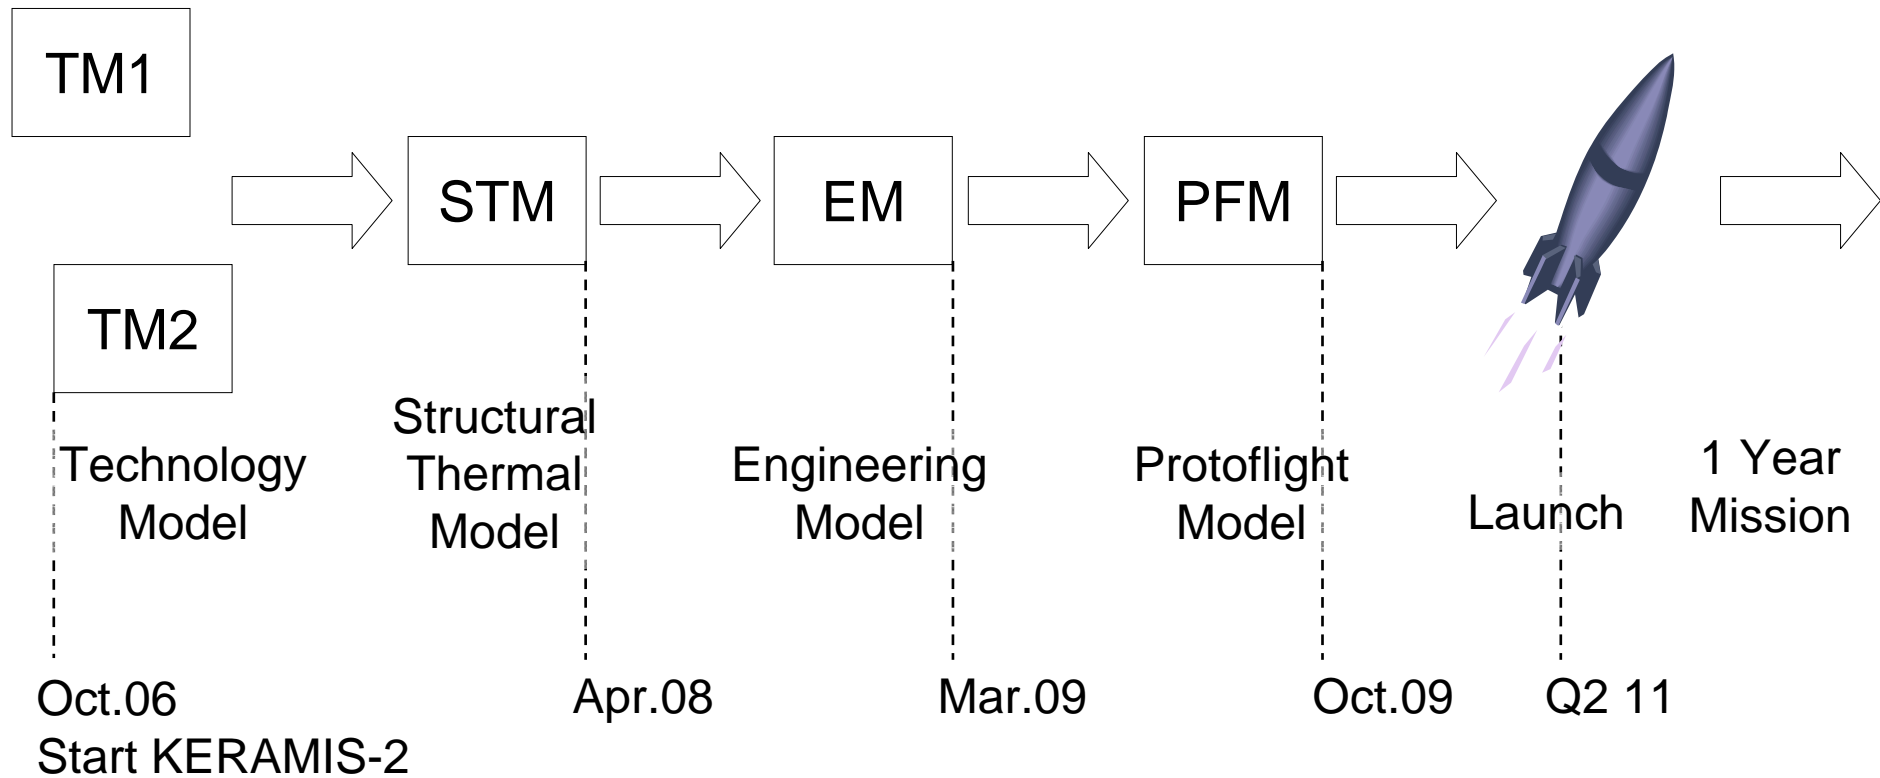 TM1
TM2
STM
EM
PFM
Technology
Model
Structural
Thermal
Model
Engineering
Model
Protoflight
Model
Launch
1 Year
Mission
Oct.06
Start KERAMIS-2
Apr.08
Mar.09
Oct.09
Q2 11